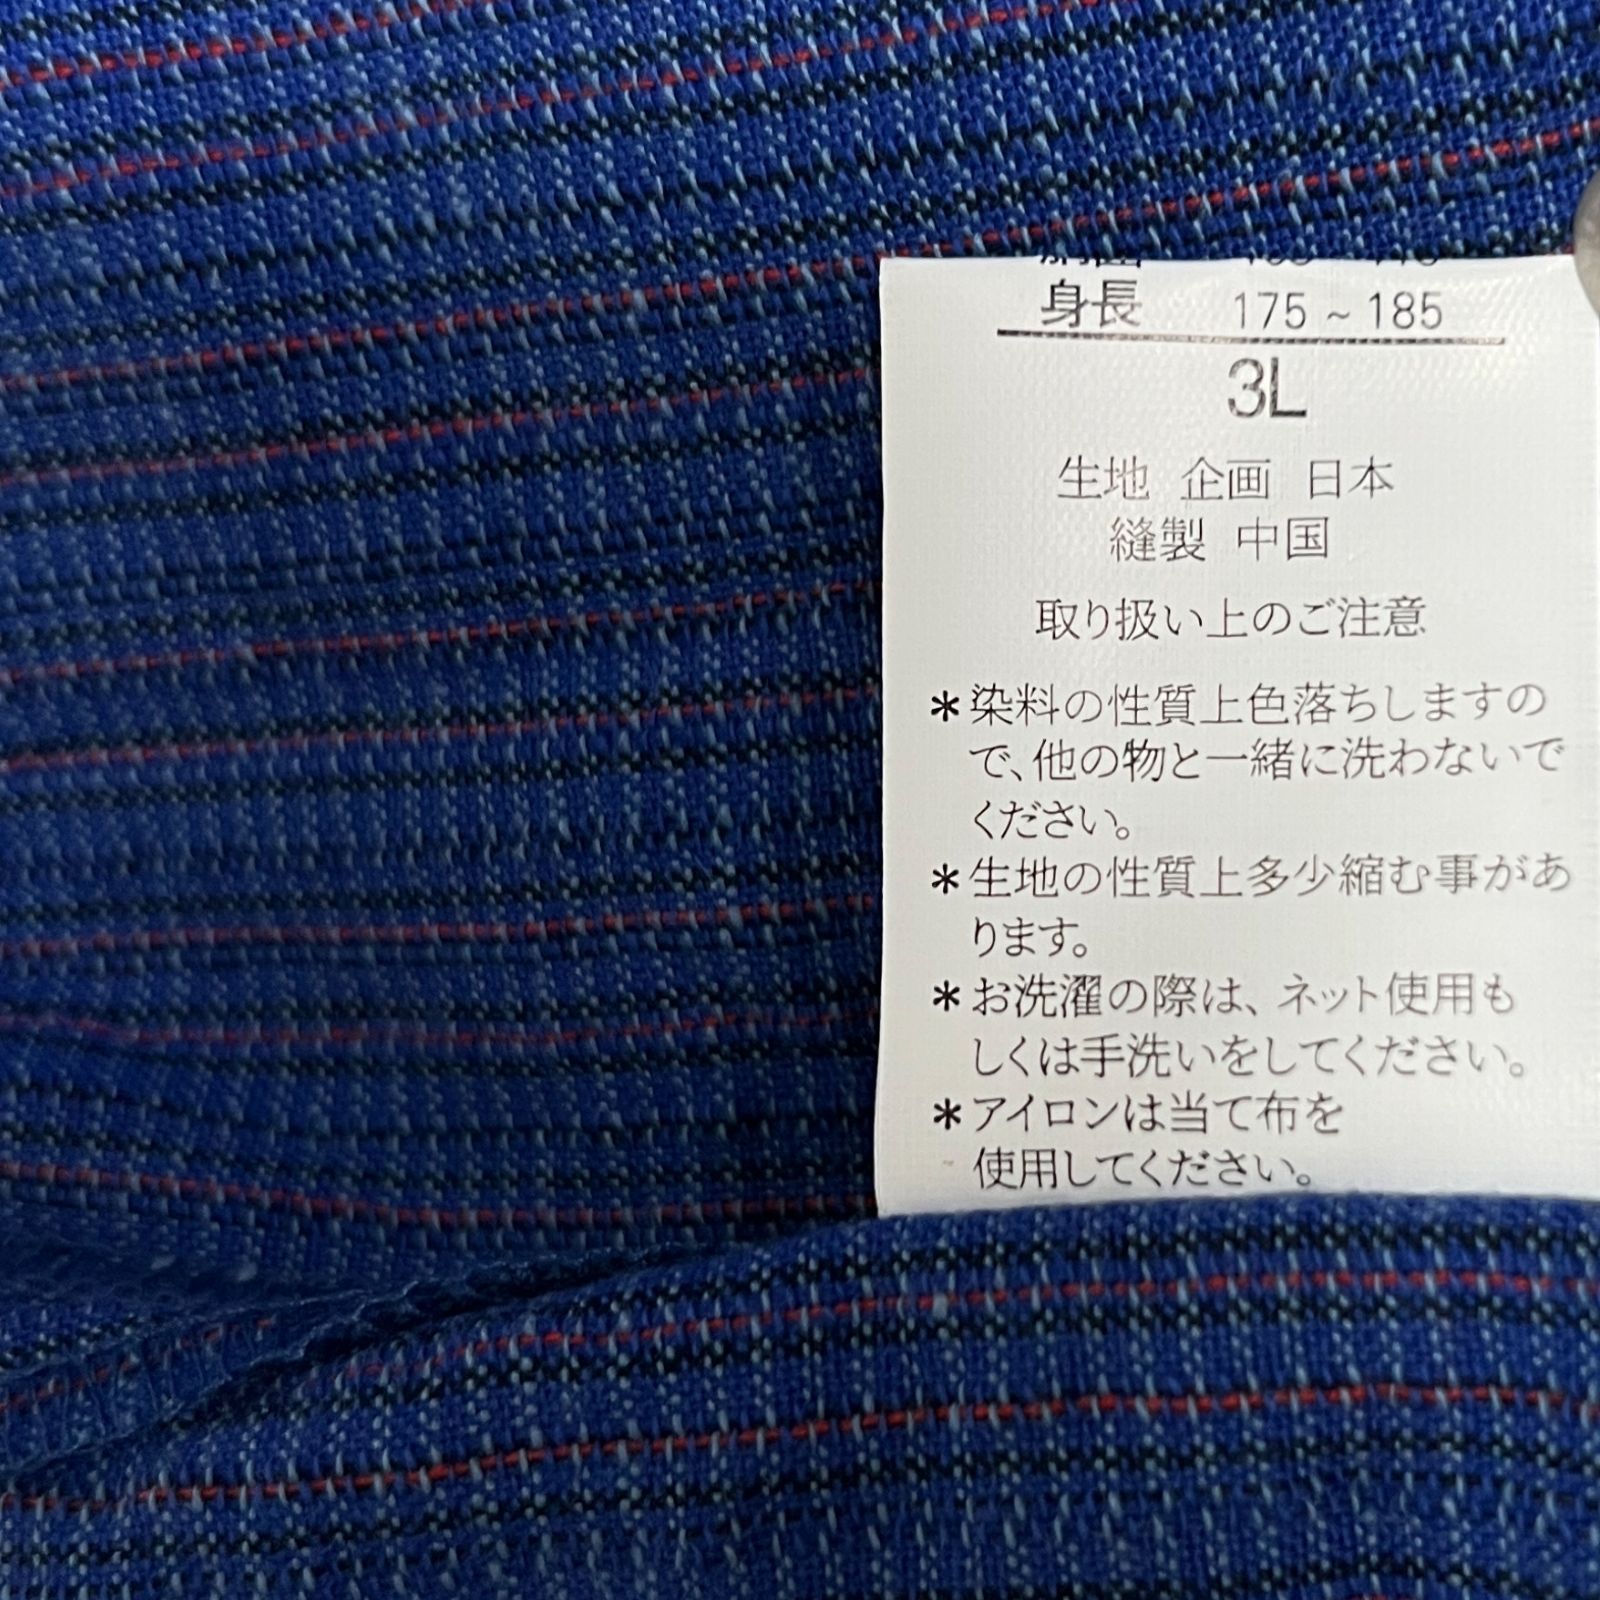 身長 175 ~ 185
3L
生地 企画 日本
縫製 中国
取り扱い上のご注意
＊染料の性質上色落ちしますの
で、他の物と一緒に洗わないで
ください。
＊生地の性質上多少縮む事があ
ります。
＊お洗濯の際は、ネット使用も
しくは手洗いをしてください。
＊アイロンは当て布を
使用してください。